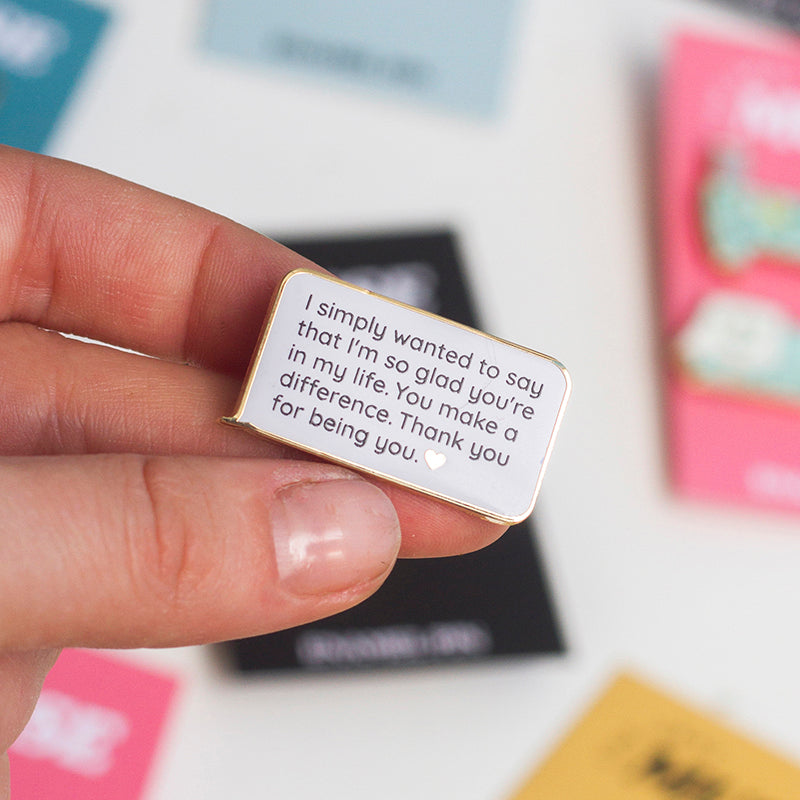 I simply wanted to say
that I'm so glad you're
in my life. You make a
difference. Thank you
for being you.